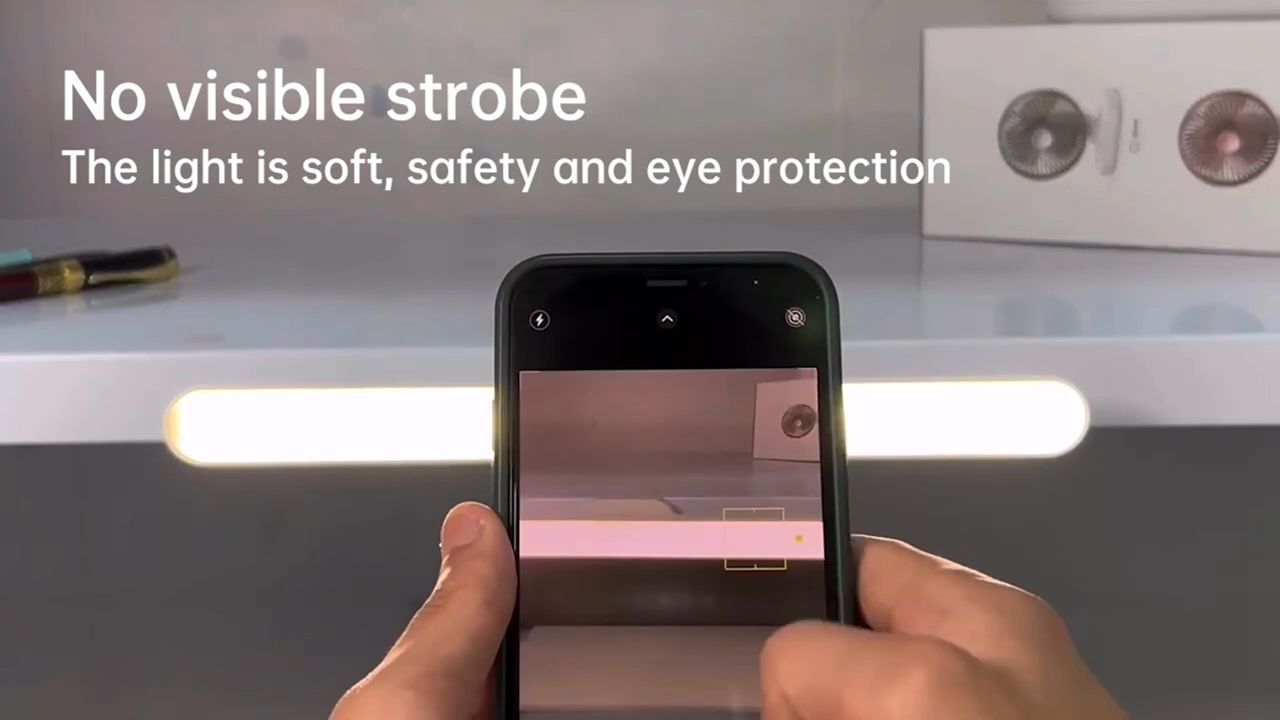 No visible strobe
The light is soft, safety and eye protection